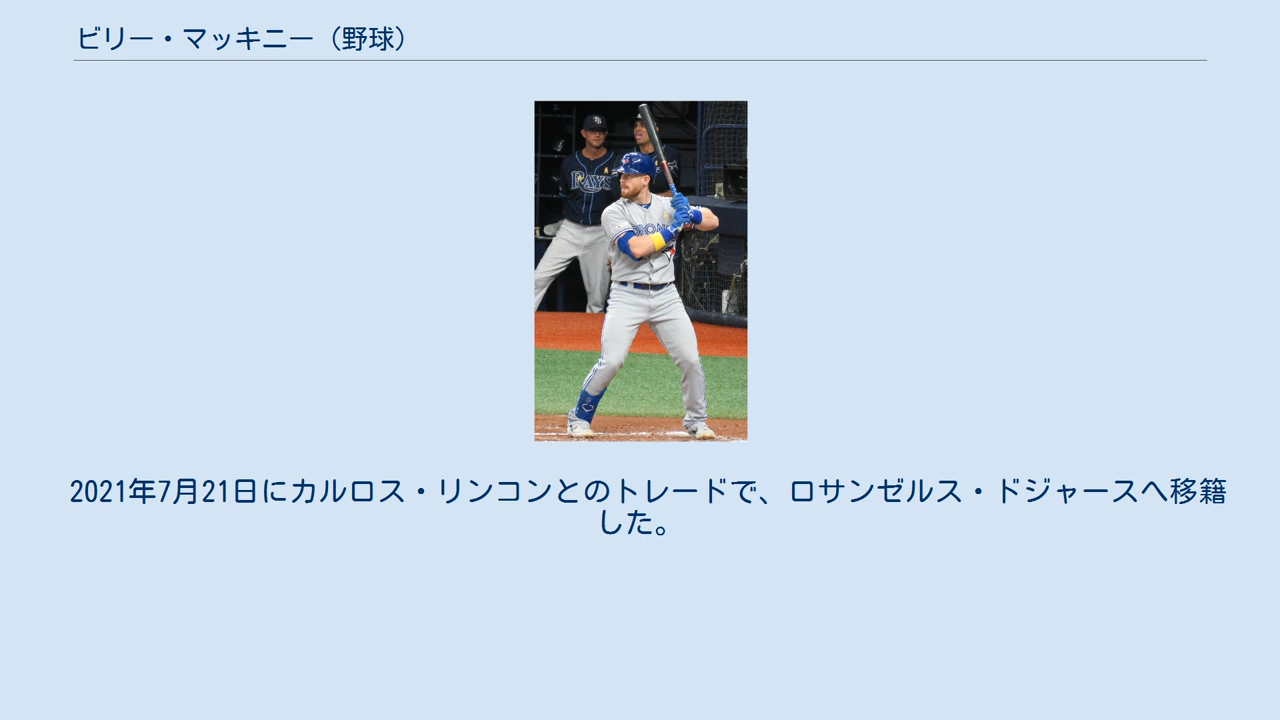 ビリー・マッキニー（野球）
RAYS
2021年7月21日にカルロス・リンコンとのトレードで、ロサンゼルス・ドジャースへ移籍
した。